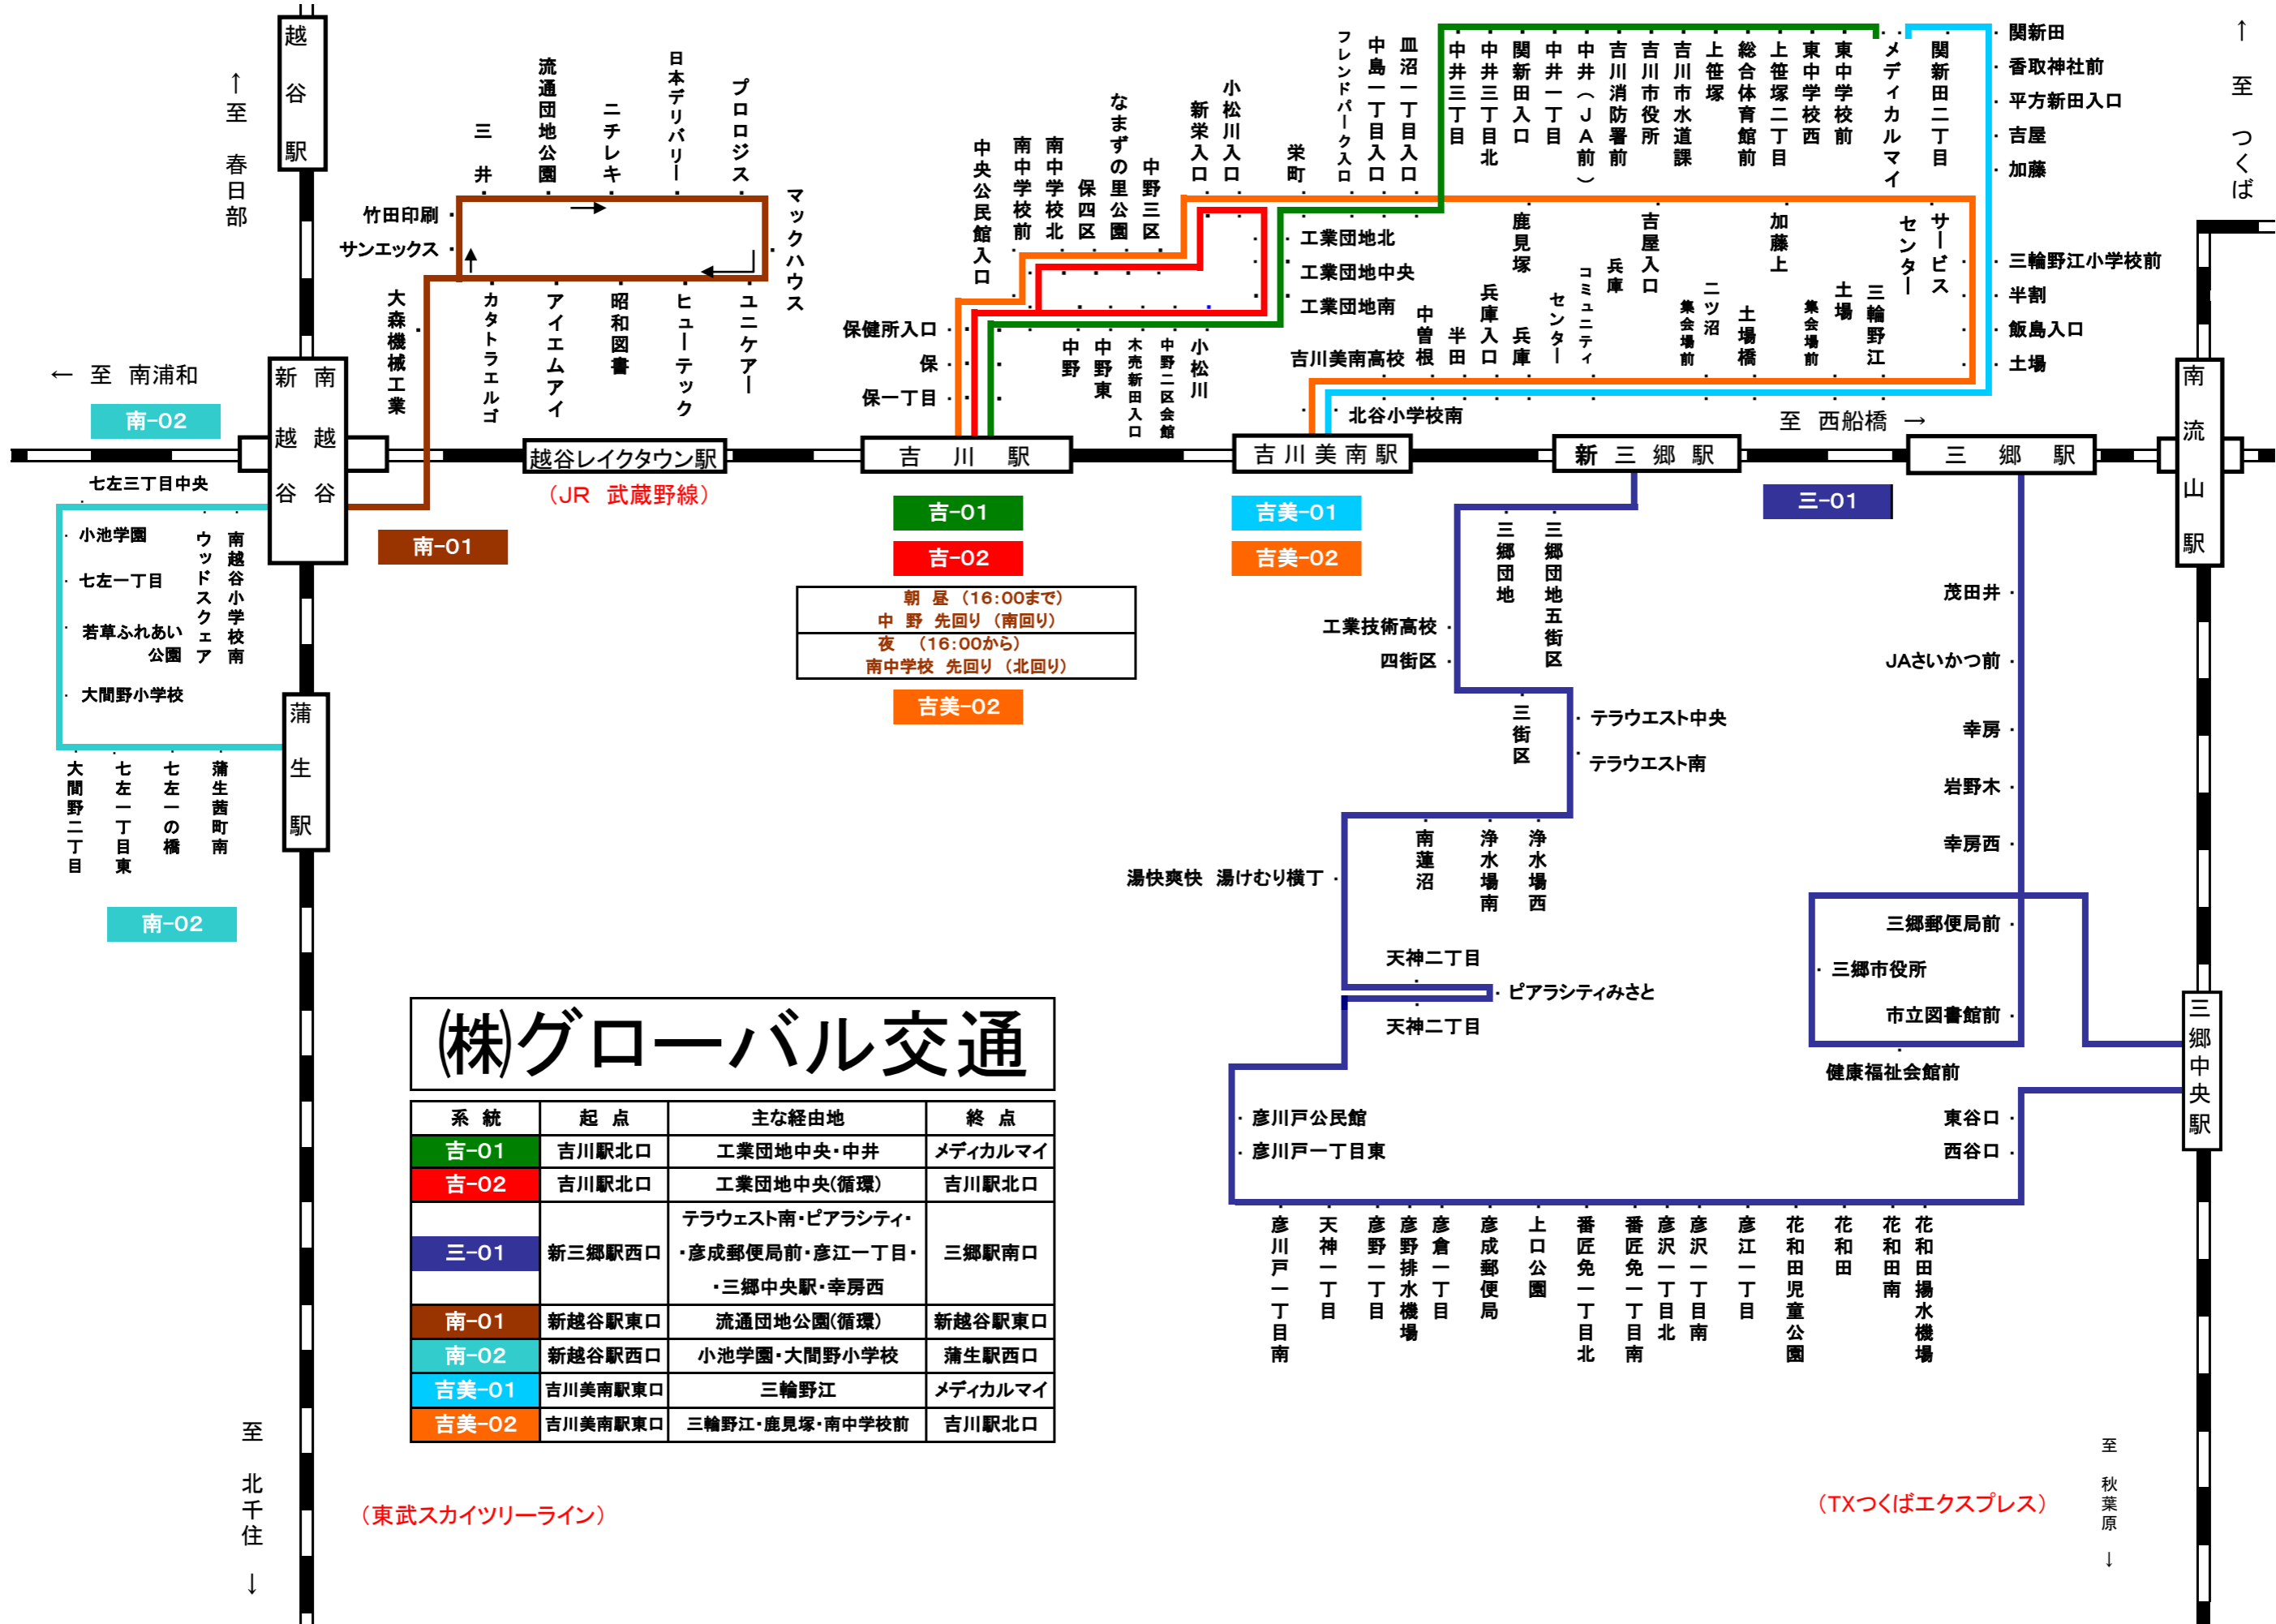 越谷駅
↑至 春日部
← 至 南浦和
南-02
新越谷
南越谷
七左三丁目中央
小池学園
七左一丁目
若草ふれあい
公園
大間野小学校
ウッドスクェア
南越谷小学校南
大間野二丁目
七左一丁目東
七左一の橋
蒲生茜町南
蒲生駅
南-02
竹田印刷
サンエックス
大森機械工業
三井
流通団地公園
ニチレキ
日本デリバリー
プロロジス
マックハウス
カタトラエルゴ
アイエムアイ
昭和図書
ヒューテック
ユニケアー
南-01
越谷レイクタウン駅
(JR 武蔵野線)
中央公民館入口
南中学校前
南中学校北
保四区
なまずの里公園
中野三区
新栄入口
小松川入口
保健所入口
保
保一丁目
中野
中野東
木売新田入口
中野二区会館
小松川
吉川駅
吉-01
吉-02
朝 昼 (16:00まで)
中 野 先回り (南回り)
夜 (16:00から)
南中学校 先回り (北回り)
吉美-02
栄町
フレンドパーク入口
中島一丁目入口
皿沼一丁目入口
中井三丁目
中井三丁目北
関新田入口
中井一丁目
中井(JA前)
吉川消防署前
吉川市役所
吉川市水道課
上笹塚
総合体育館前
上笹塚二丁目
東中学校西
東中学校前
メディカルマイ
関新田二丁目
関新田
香取神社前
平方新田入口
吉屋
加藤
工業団地北
工業団地中央
工業団地南
鹿見塚
吉屋入口
加藤上
サービス
センター
三輪野江小学校前
半割
飯島入口
土場
吉川美南高校
中曽根
半田
兵庫入口
兵庫
コミュニティ
センター
兵庫
二ツ沼
集会場前
土場橋
土場
集会場前
三輪野江
北谷小学校南
至 西船橋 →
吉川美南駅
新三郷駅
三郷駅
南流山駅
↑ 至 つくば
吉美-01
吉美-02
三-01
三郷団地
三郷団地五街区
工業技術高校
四街区
三街区
テラウエスト中央
テラウエスト南
南蓮沼
浄水場南
浄水場西
湯快爽快 湯けむり横丁
天神二丁目
ピアラシティみさと
天神二丁目
彦川戸公民館
彦川戸一丁目東
彦川戸一丁目南
天神一丁目
彦野一丁目
彦野排水機場
彦倉一丁目
彦成郵便局
上口公園
番匠免一丁目北
番匠免一丁目南
彦沢一丁目北
彦沢一丁目南
彦江一丁目
花和田児童公園
花和田
花和田南
花和田揚水機場
茂田井
JAさいかつ前
幸房
岩野木
幸房西
三郷郵便局前
三郷市役所
市立図書館前
健康福祉会館前
東谷口
西谷口
三郷中央駅
㈱グローバル交通
系 統 起 点 主な経由地 終 点
吉-01 吉川駅北口 工業団地中央・中井 メディカルマイ
吉-02 吉川駅北口 工業団地中央(循環) 吉川駅北口
三-01 新三郷駅西口 テラウェスト南・ピアラシティ・
・彦成郵便局前・彦江一丁目・ 三郷駅南口
・三郷中央駅・幸房西
南-01 新越谷駅東口 流通団地公園(循環) 新越谷駅東口
南-02 新越谷駅西口 小池学園・大間野小学校 蒲生駅西口
吉美-01 吉川美南駅東口 三輪野江 メディカルマイ
吉美-02 吉川美南駅東口 三輪野江・鹿見塚・南中学校前 吉川駅北口
至 北千住 ↓
(東武スカイツリーライン)
(TXつくばエクスプレス)
至 秋葉原 ↓